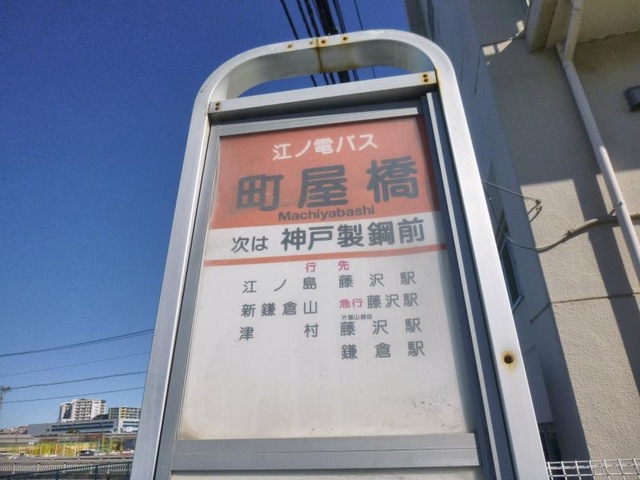 江ノ電バス
町屋橋
Machiyabashi
次は 神戸製鋼前
行先
江ノ島 藤沢駅
新鎌倉山 急行藤沢駅
片瀬山経由
津村 藤沢駅
鎌倉駅